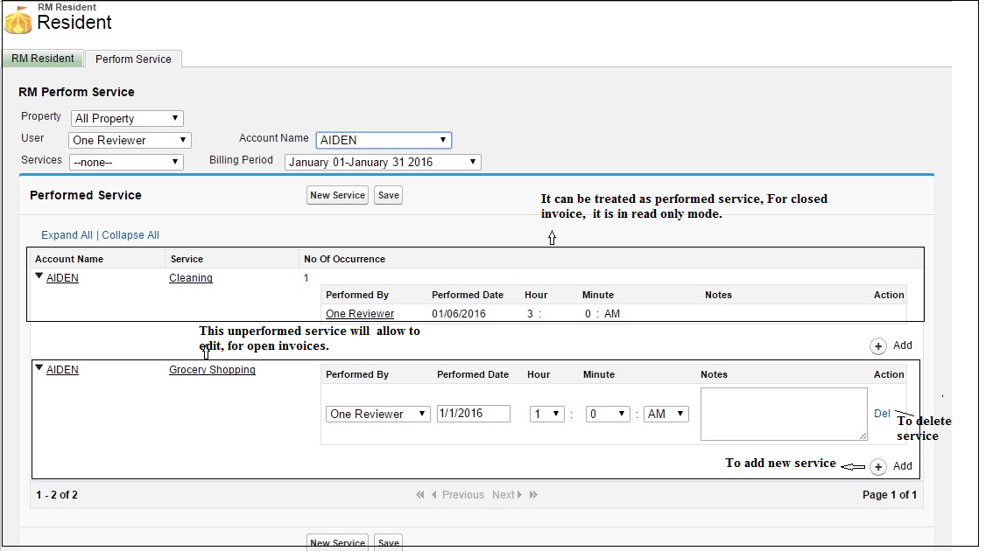 RM Resident
Resident
RM Resident Perform Service
RM Perform Service
Property All Property
User One Reviewer Account Name AIDEN
Services --none-- Billing Period January 01-January 31 2016
Performed Service New Service Save
It can be treated as performed service, For closed
invoice, it is in read only mode.
Expand All | Collapse All
Account Name Service No Of Occurrence
AIDEN Cleaning 1
Performed By Performed Date Hour Minute Notes Action
One Reviewer 01/06/2016 3 : 0 : AM
This unperformed service will allow to
edit, for open invoices.
+ Add
AIDEN Grocery Shopping
Performed By Performed Date Hour Minute Notes Action
One Reviewer 1/1/2016 1 : 0 : AM Del
To delete
service
To add new service + Add
1 - 2 of 2 Previous Next Page 1 of 1
New Service Save